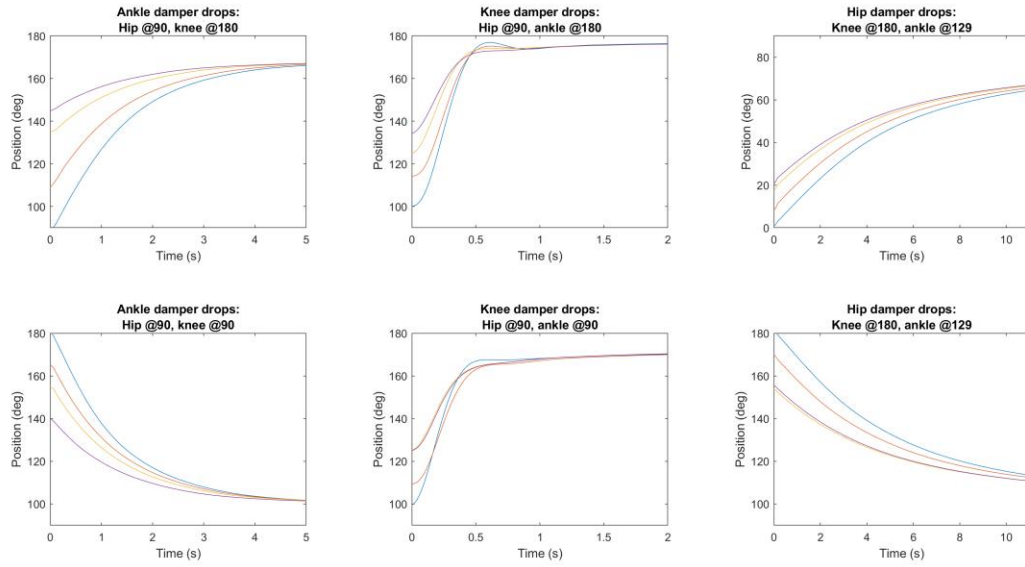 Ankle damper drops:
Hip @90, knee @180
180
160
140
120
100
Position (deg)
0
1
2
3
4
5
Time (s)
Knee damper drops:
Hip @90, ankle @180
180
160
140
120
100
Position (deg)
0
0.5
1
1.5
2
Time (s)
Hip damper drops:
Knee @180, ankle @129
80
60
40
20
0
Position (deg)
0
2
4
6
8
10
Time (s)
Ankle damper drops:
Hip @90, knee @90
180
160
140
120
100
Position (deg)
0
1
2
3
4
5
Time (s)
Knee damper drops:
Hip @90, ankle @90
180
160
140
120
100
Position (deg)
0
0.5
1
1.5
2
Time (s)
Hip damper drops:
Knee @180, ankle @129
180
160
140
120
100
Position (deg)
0
2
4
6
8
10
Time (s)